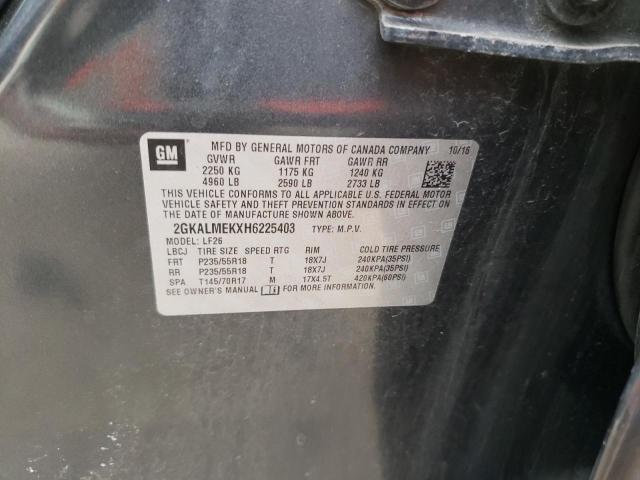 GM
MFD BY GENERAL MOTORS OF CANADA COMPANY 10/16
GVWR GAWR FRT GAWR RR
2250 KG 1175 KG 1240 KG
4960 LB 2590 LB 2733 LB
THIS VEHICLE CONFORMS TO ALL APPLICABLE U.S. FEDERAL MOTOR
VEHICLE SAFETY AND THEFT PREVENTION STANDARDS IN EFFECT ON
THE DATE OF MANUFACTURE SHOWN ABOVE.
2GKALMEKXH6225403 TYPE: M.P.V.
MODEL: LF26
LBCJ TIRE SIZE SPEED RTG RIM COLD TIRE PRESSURE
FRT P235/55R18 T 18X7J 240KPA(35PSI)
RR P235/55R18 T 18X7J 240KPA(35PSI)
SPA T145/70R17 M 17X4.5T 420KPA(60PSI)
SEE OWNER'S MANUAL FOR MORE INFORMATION.